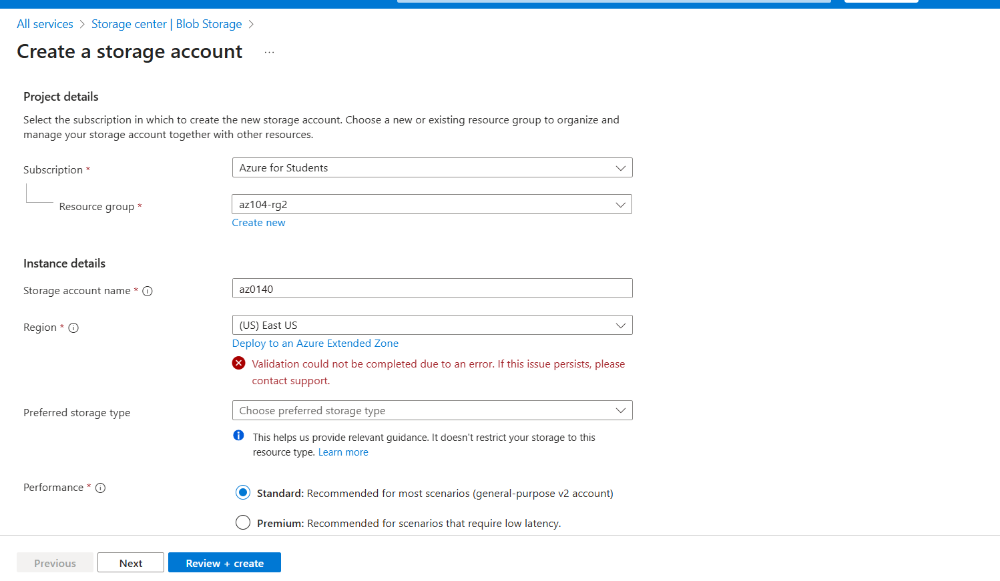 All services > Storage center | Blob Storage >
Create a storage account ...
Project details
Select the subscription in which to create the new storage account. Choose a new or existing resource group to organize and
manage your storage account together with other resources.
Subscription * Azure for Students
Resource group * az104-rg2
Create new
Instance details
Storage account name * az0140
Region * (US) East US
Deploy to an Azure Extended Zone
Validation could not be completed due to an error. If this issue persists, please
contact support.
Preferred storage type Choose preferred storage type
This helps us provide relevant guidance. It doesn't restrict your storage to this
resource type. Learn more
Performance * Standard: Recommended for most scenarios (general-purpose v2 account)
Premium: Recommended for scenarios that require low latency.
Previous Next Review + create